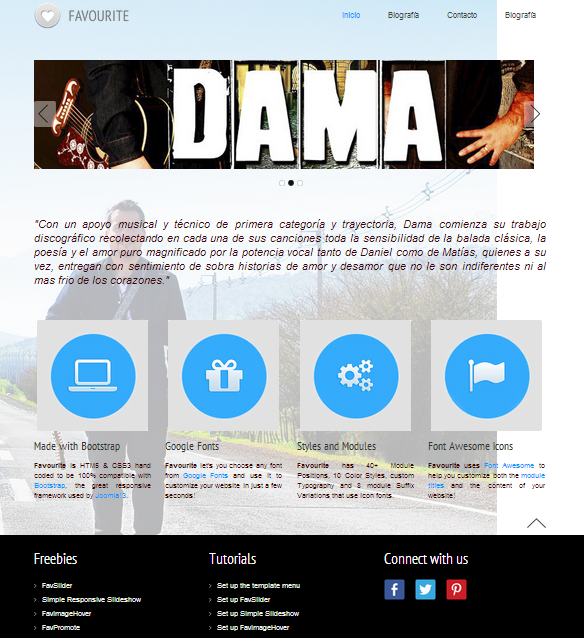 FAVOURITE
Inicio Biografía Contacto Biografía
DAMA
"Con un apoyo musical y técnico de primera categoría y trayectoria, Dama comienza su trabajo
discográfico recolectando en cada una de sus canciones toda la sensibilidad de la balada clásica, la
poesía y el amor puro magnificado por la potencia vocal tanto de Daniel como de Matías, quienes a su
vez, entregan con sentimiento de sobra historias de amor y desamor que no le son indiferentes ni al
mas frio de los corazones."
Made with Bootstrap
Favourite is HTML5 & CSS3 hand
coded to be 100% compatible with
Bootstrap, the great responsive
framework used by Joomla 3.
Google Fonts
Favourite let's you choose any font
from Google Fonts and use it to
customize your website in just a few
seconds!
Styles and Modules
Favourite has 40+ Module
Positions, 10 Color Styles, custom
Typography and 8 module Suffix
Variations that use icon fonts.
Font Awesome Icons
Favourite uses Font Awesome to
help you customize both the module
titles and the content of your
website!
Freebies
FavSlider
Simple Responsive Slideshow
FavImageHover
FavPromote
Tutorials
Set up the template menu
Set up FavSlider
Set up Simple Slideshow
Set up FavImageHover
Connect with us